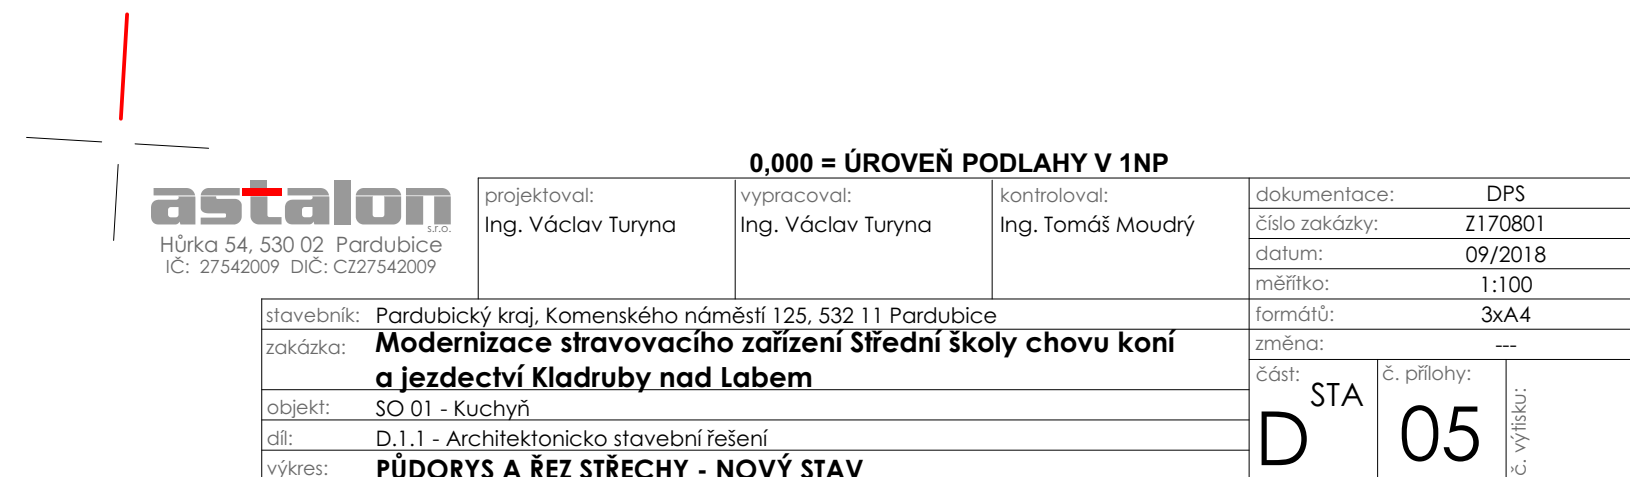 0,000 = ÚROVEŇ PODLAHY V 1NP
astalon
s.r.o.
Hůrka 54, 530 02 Pardubice
IČ: 27542009 DIČ: CZ27542009
projektoval:
Ing. Václav Turyna
vypracoval:
Ing. Václav Turyna
kontroloval:
Ing. Tomáš Moudrý
dokumentace: DPS
číslo zakázky: Z170801
datum: 09/2018
měřítko: 1:100
formátů: 3xA4
změna: ---
stavebník: Pardubický kraj, Komenského náměstí 125, 532 11 Pardubice
zakázka: Modernizace stravovacího zařízení Střední školy chovu koní
a jezdectví Kladruby nad Labem
objekt: SO 01 - Kuchyň
díl: D.1.1 - Architektonicko stavební řešení
výkres: PŮDORYS A ŘEZ STŘECHY - NOVÝ STAV
část:
D STA
č. přílohy:
05
č. výtisku: